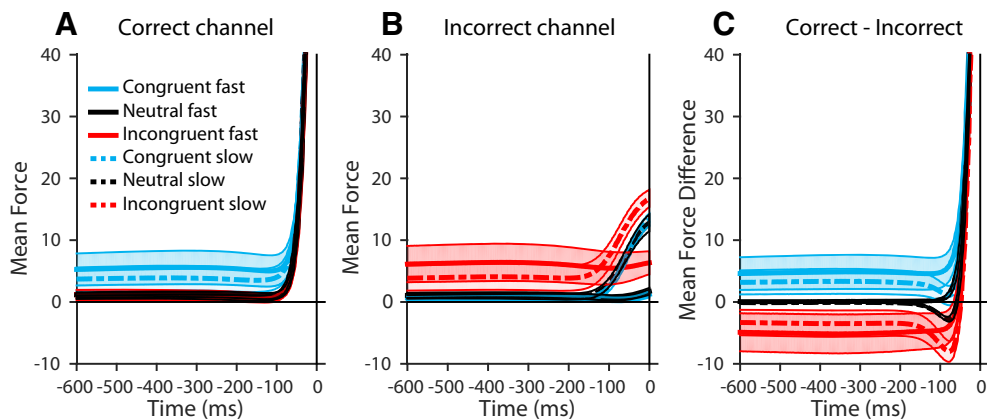 A Correct channel
Mean Force
40
30
20
10
0
-10
Congruent fast
Neutral fast
Incongruent fast
Congruent slow
Neutral slow
Incongruent slow
-600 -500 -400 -300 -200 -100 0
Time (ms)
B Incorrect channel
Mean Force
40
30
20
10
0
-10
-600 -500 -400 -300 -200 -100 0
Time (ms)
C Correct - Incorrect
Mean Force Difference
40
30
20
10
0
-10
-600 -500 -400 -300 -200 -100 0
Time (ms)